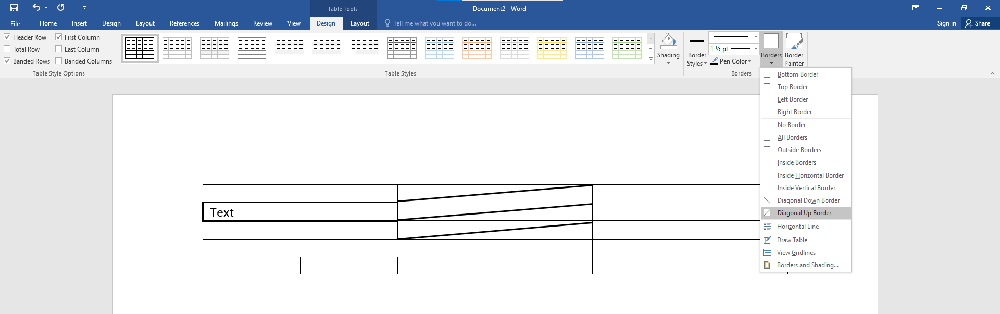 Table Tools
Document2 - Word
File Home Insert Design Layout References Mailings Review View Design Layout Tell me what you want to do... Sign in Share
Header Row First Column
Total Row Last Column
Banded Rows Banded Columns
Table Style Options
Table Styles
Shading
Border Styles
1 ½ pt
Pen Color
Borders
Border Painter
Borders
Bottom Border
Top Border
Left Border
Right Border
No Border
All Borders
Outside Borders
Inside Borders
Inside Horizontal Border
Inside Vertical Border
Diagonal Down Border
Diagonal Up Border
Horizontal Line
Draw Table
View Gridlines
Borders and Shading...
Text